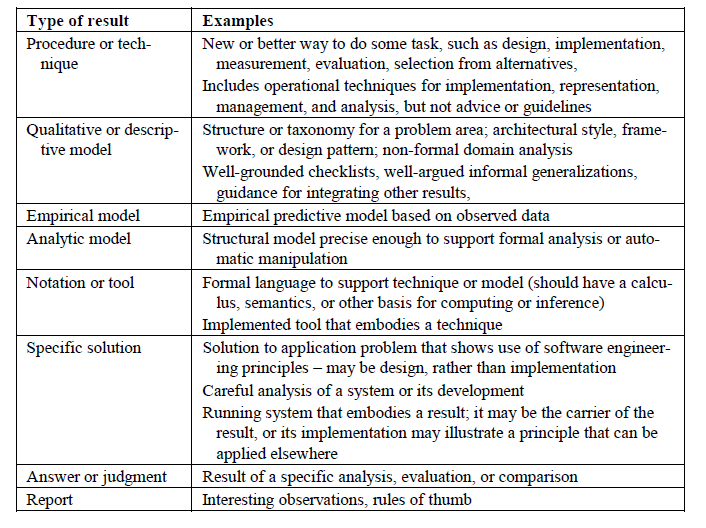 Type of result Examples
Procedure or tech- New or better way to do some task, such as design, implementation,
nique measurement, evaluation, selection from alternatives,
Includes operational techniques for implementation, representation,
management, and analysis, but not advice or guidelines
Qualitative or descrip- Structure or taxonomy for a problem area; architectural style, frame-
tive model work, or design pattern; non-formal domain analysis
Well-grounded checklists, well-argued informal generalizations,
guidance for integrating other results,
Empirical model Empirical predictive model based on observed data
Analytic model Structural model precise enough to support formal analysis or auto-
matic manipulation
Notation or tool Formal language to support technique or model (should have a calcu-
lus, semantics, or other basis for computing or inference)
Implemented tool that embodies a technique
Specific solution Solution to application problem that shows use of software engineer-
ing principles – may be design, rather than implementation
Careful analysis of a system or its development
Running system that embodies a result; it may be the carrier of the
result, or its implementation may illustrate a principle that can be
applied elsewhere
Answer or judgment Result of a specific analysis, evaluation, or comparison
Report Interesting observations, rules of thumb